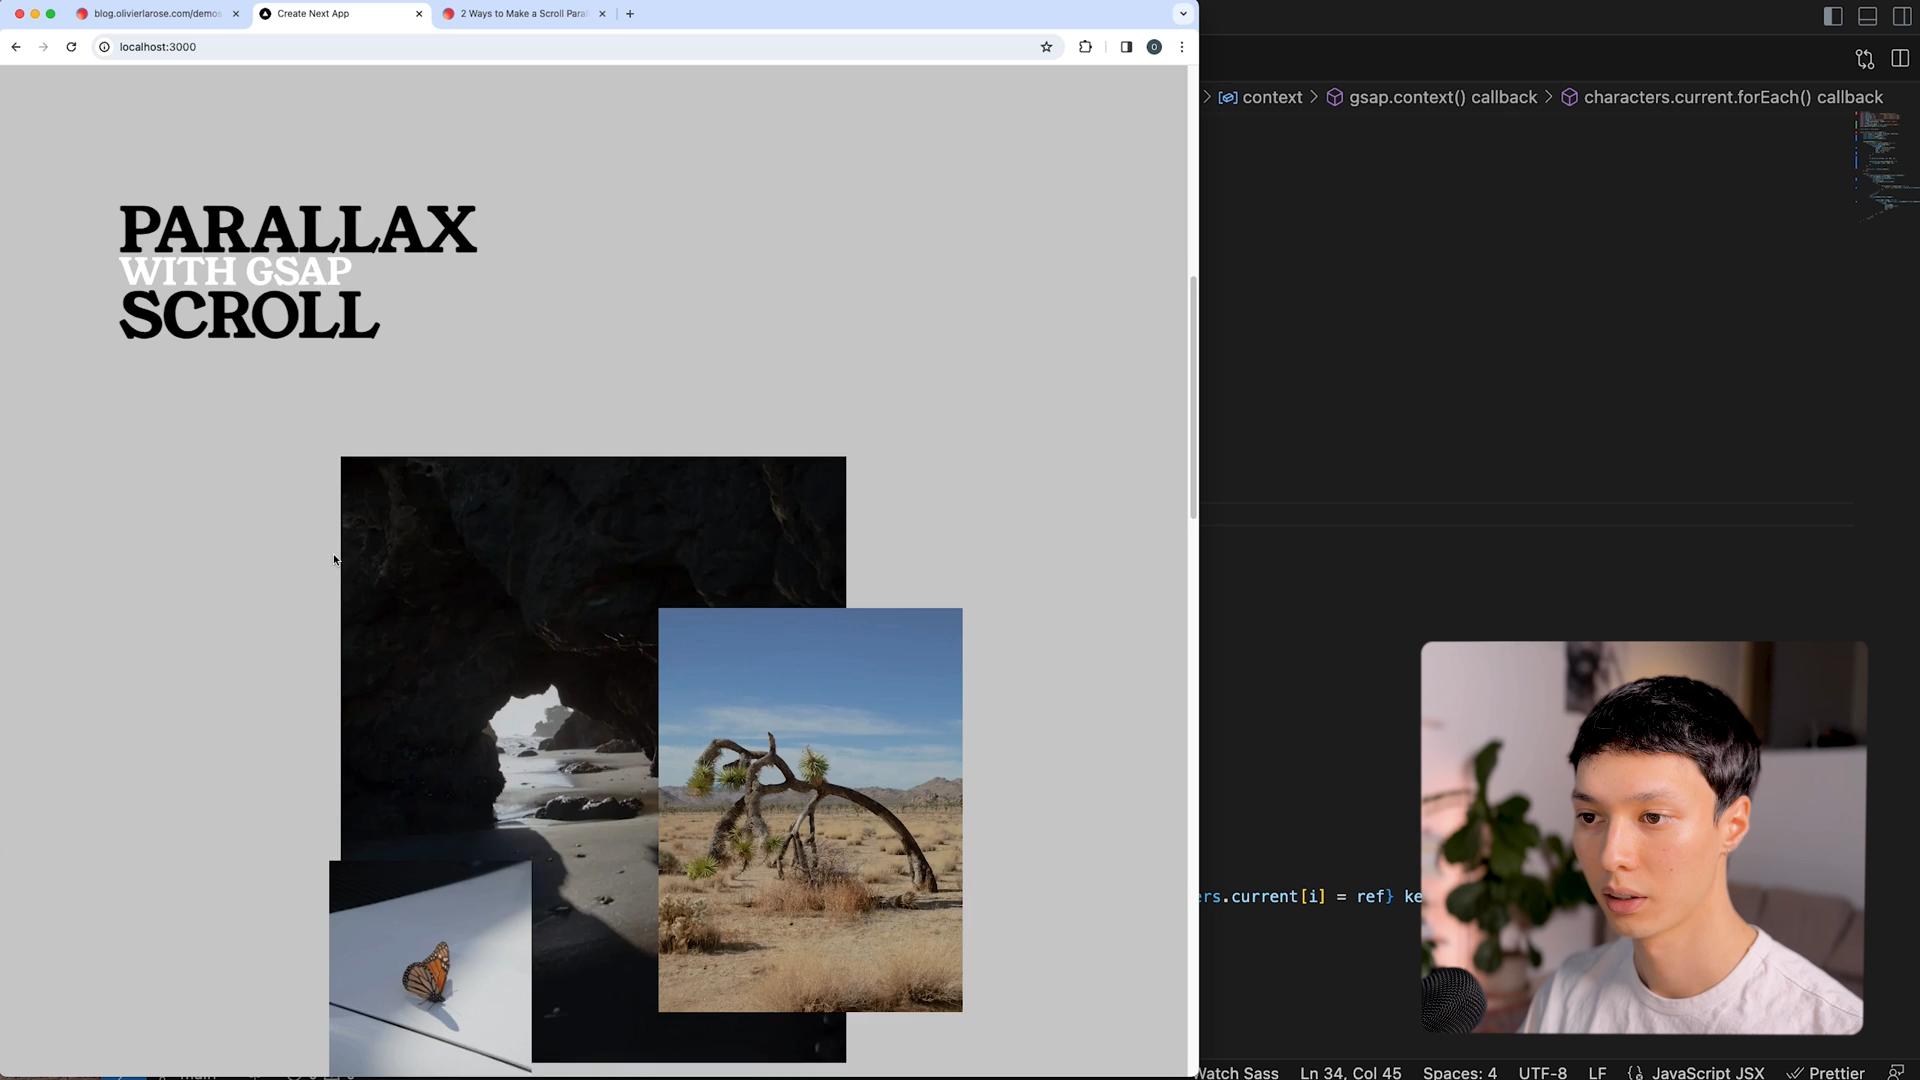 blog.olivierlarose.com/demos
Create Next App
2 Ways to Make a Scroll Para
localhost:3000
O
context
gsap.context() callback
characters.current.forEach() callback
PARALLAX
WITH GSAP
SCROLL
rs.current[i] = ref} ke
Watch Sass
Ln 34, Col 45
Spaces: 4
UTF-8
LF
{} JavaScript JSX
Prettier